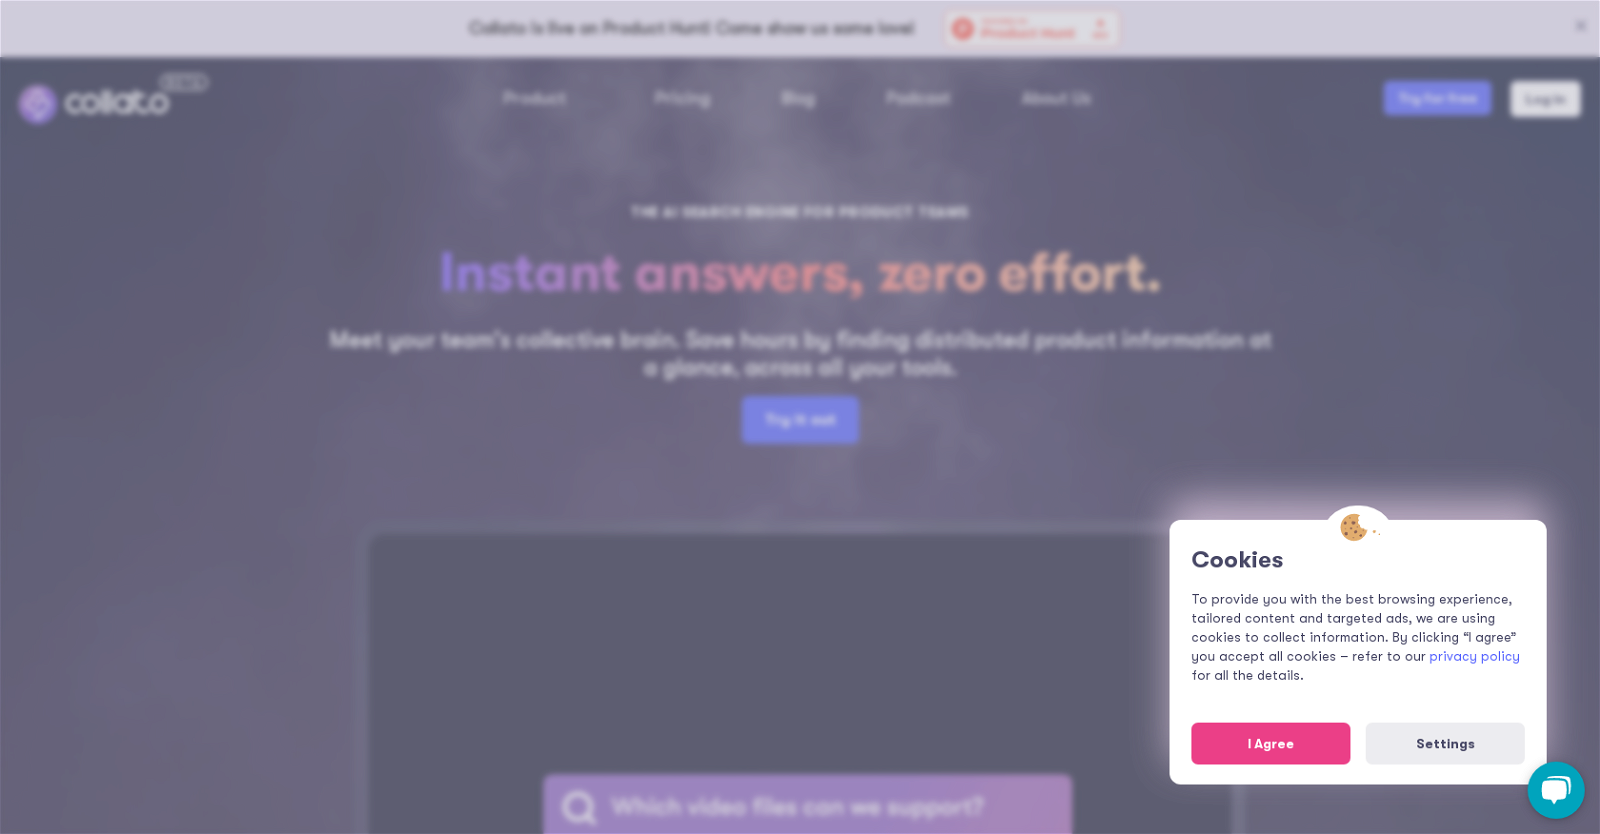 Collato is live on Product Hunt! Come show us some love!
Product Hunt
collato
Product
Pricing
Blog
Podcast
About Us
Try for free
Log in
THE AI SEARCH ENGINE FOR PRODUCT TEAMS
Instant answers, zero effort.
Meet your team's collective brain. Save hours by finding distributed product information at
a glance, across all your tools.
Try it out
Which video files can we support?
Cookies
To provide you with the best browsing experience,
tailored content and targeted ads, we are using
cookies to collect information. By clicking “I agree”
you accept all cookies – refer to our privacy policy
for all the details.
I Agree
Settings